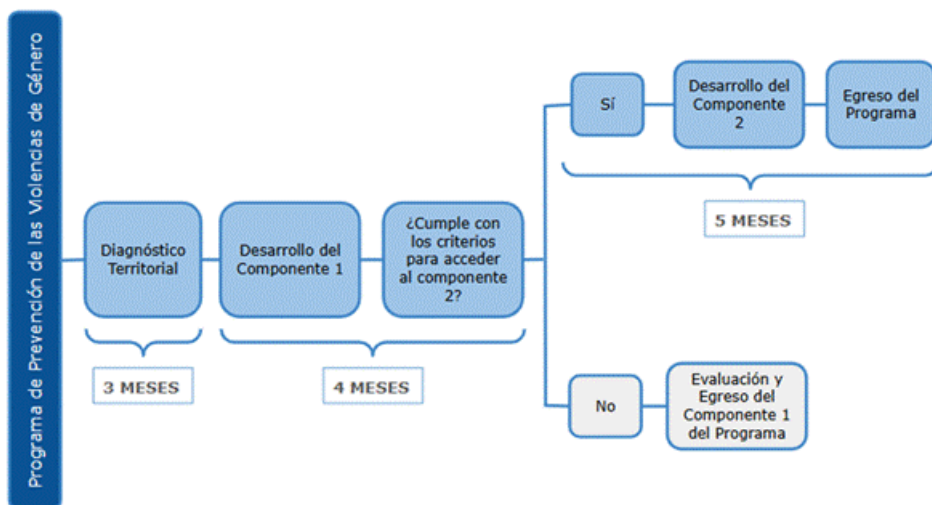 Programa de Prevención de las Violencias de Género
Diagnóstico
Territorial
3 MESES
Desarrollo del
Componente 1
¿Cumple con
los criterios
para acceder
al componente
2?
4 MESES
Sí
Desarrollo del
Componente
2
Egreso del
Programa
5 MESES
No
Evaluación y
Egreso del
Componente 1
del Programa